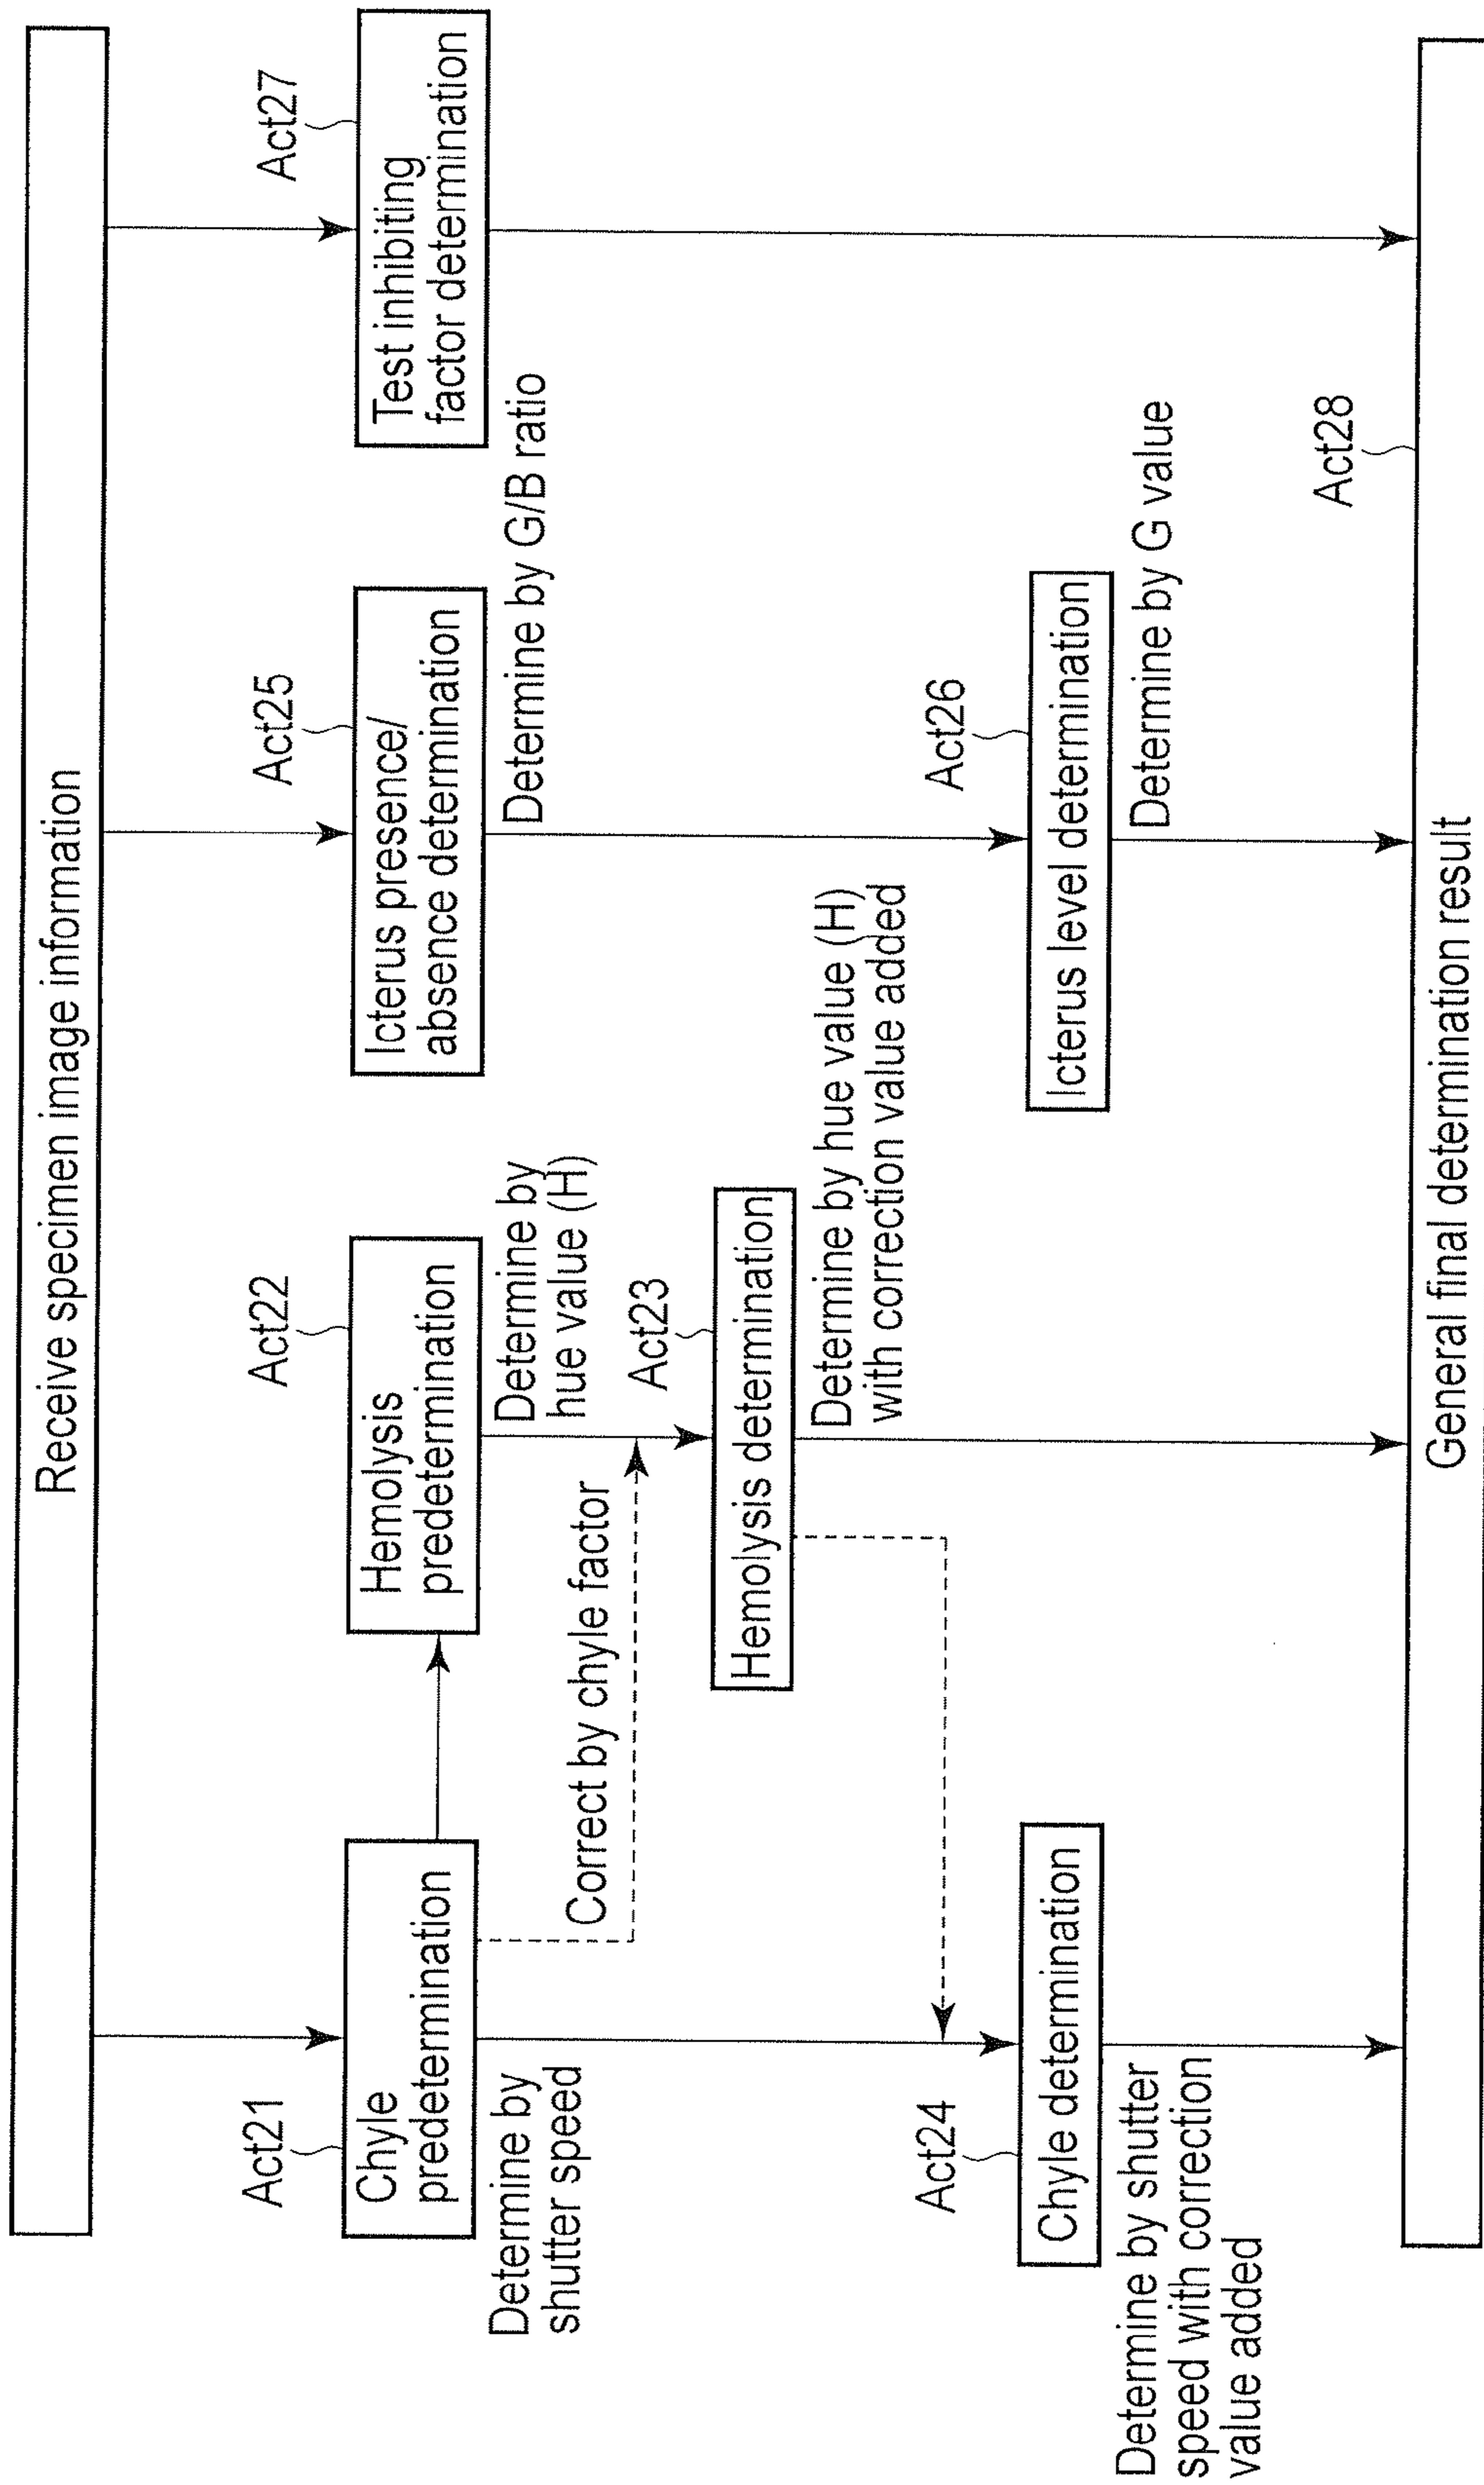 Receive specimen image information
Act21
Chyle
predetermination
Determine by
shutter speed
Act22
Hemolysis
predetermination
Determine by
hue value (H)
Correct by chyle factor
Act23
Hemolysis determination
Determine by hue value (H)
with correction value added
Act24
Chyle determination
Determine by shutter
speed with correction
value added
Act25
Icterus presence/
absence determination
Determine by G/B ratio
Act26
Icterus level determination
Determine by G value
Act27
Test inhibiting
factor determination
Act28
General final determination result